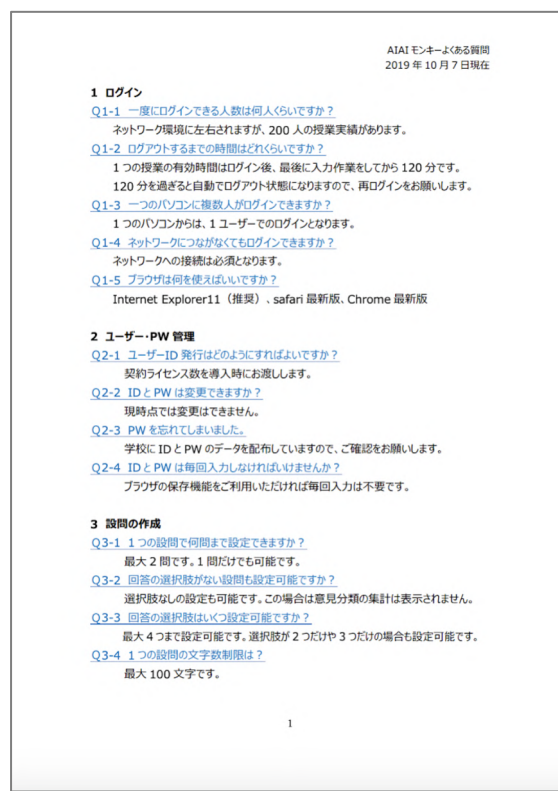 AIAI モンキーよくある質問
2019 年 10 月 7 日現在
1 ログイン
Q1-1 一度にログインできる人数は何人くらいですか？
ネットワーク環境に左右されますが、200 人の授業実績があります。
Q1-2 ログアウトするまでの時間はどれくらいですか？
1 つの授業の有効時間はログイン後、最後に入力作業をしてから 120 分です。
120 分を過ぎると自動でログアウト状態になりますので、再ログインをお願いします。
Q1-3 一つのパソコンに複数人がログインできますか？
1 つのパソコンからは、1 ユーザーでのログインとなります。
Q1-4 ネットワークにつながなくてもログインできますか？
ネットワークへの接続は必須となります。
Q1-5 ブラウザは何を使えばいいですか？
Internet Explorer11（推奨）、safari 最新版、Chrome 最新版
2 ユーザー・PW 管理
Q2-1 ユーザーID 発行はどのようにすればよいですか？
契約ライセンス数を導入時にお渡しします。
Q2-2 ID と PW は変更できますか？
現時点では変更はできません。
Q2-3 PW を忘れてしまいました。
学校に ID と PW のデータを配布していますので、ご確認をお願いします。
Q2-4 ID と PW は毎回入力しなければいけませんか？
ブラウザの保存機能をご利用いただければ毎回入力は不要です。
3 設問の作成
Q3-1 1 つの設問で何問まで設定できますか？
最大 2 問です。1 問だけでも可能です。
Q3-2 回答の選択肢がない設問も設定可能ですか？
選択肢なしの設定も可能です。この場合は意見分類の集計は表示されません。
Q3-3 回答の選択肢はいくつ設定可能ですか？
最大 4 つまで設定可能です。選択肢が 2 つだけや 3 つだけの場合も設定可能です。
Q3-4 1 つの設問の文字数制限は？
最大 100 文字です。
1